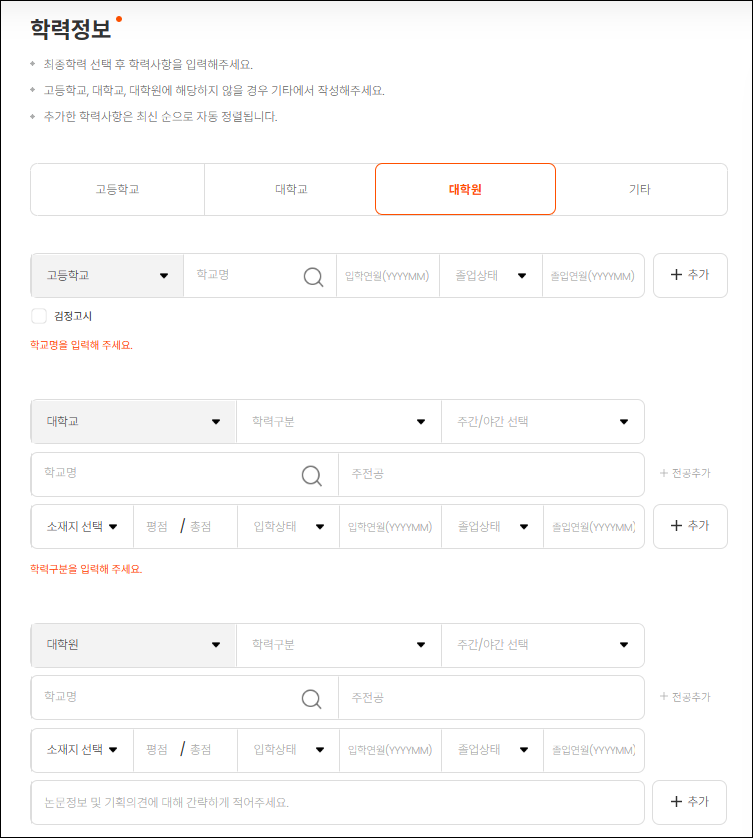 학력정보
최종학력 선택 후 학력사항을 입력해주세요.
고등학교, 대학교, 대학원에 해당하지 않을 경우 기타에서 작성해주세요.
추가한 학력사항은 최신 순으로 자동 정렬됩니다.
고등학교 대학교 대학원 기타
고등학교 학교명 입학연월(YYYYMM) 졸업상태 졸업연월(YYYYMM) + 추가
검정고시
학교명을 입력해 주세요.
대학교 학력구분 주간/야간 선택
학교명 주전공 + 전공추가
소재지 선택 평점 / 총점 입학상태 입학연월(YYYYMM) 졸업상태 졸업연월(YYYYMM) + 추가
학력구분을 입력해 주세요.
대학원 학력구분 주간/야간 선택
학교명 주전공 + 전공추가
소재지 선택 평점 / 총점 입학상태 입학연월(YYYYMM) 졸업상태 졸업연월(YYYYMM)
논문정보 및 기획의견에 대해 간략하게 적어주세요. + 추가